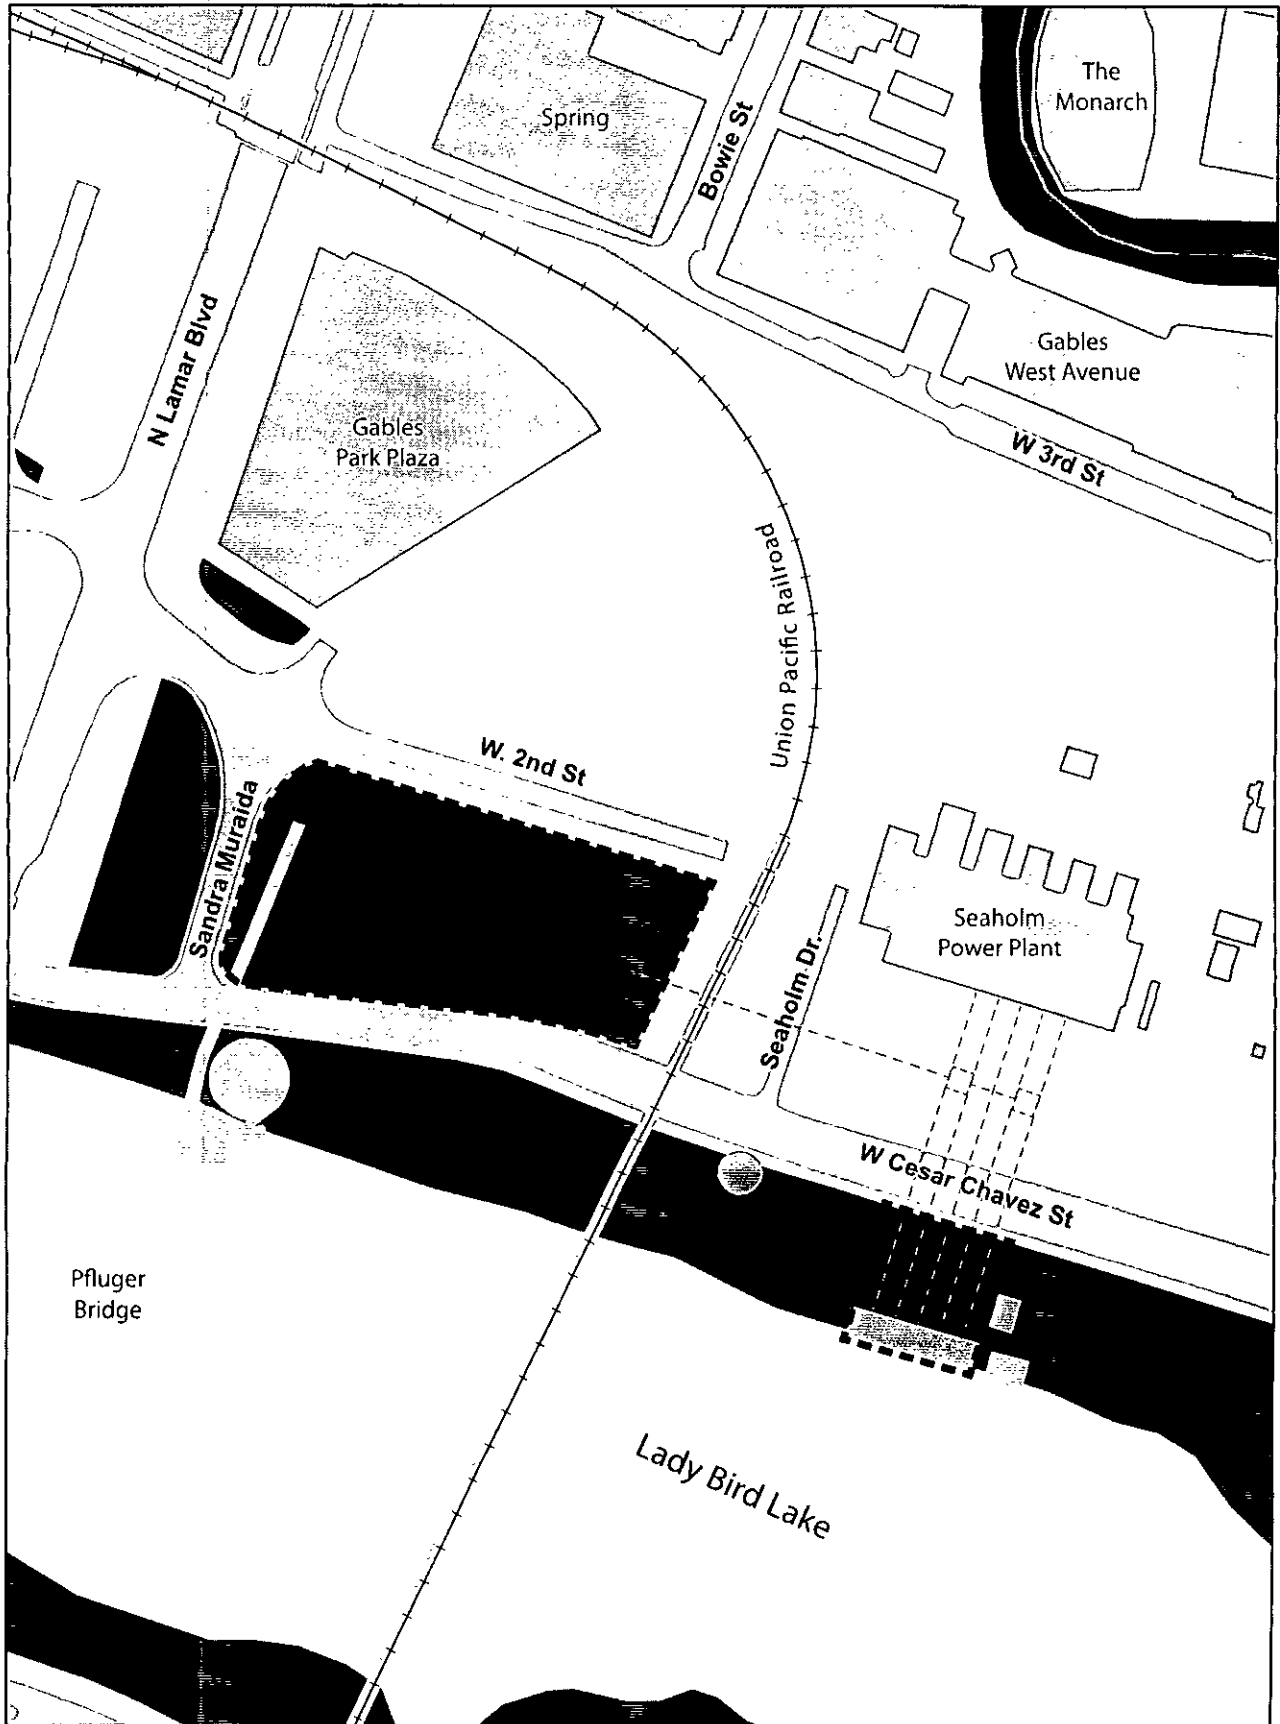 The
Monarch
Spring
Bowie St
N Lamar Blvd
Gables
West Avenue
Gables
Park Plaza
W 3rd St
Union Pacific Railroad
W. 2nd St
Sandra Muraida
Seaholm
Power Plant
Seaholm Dr.
W Cesar Chavez St
Pfluger
Bridge
Lady Bird Lake